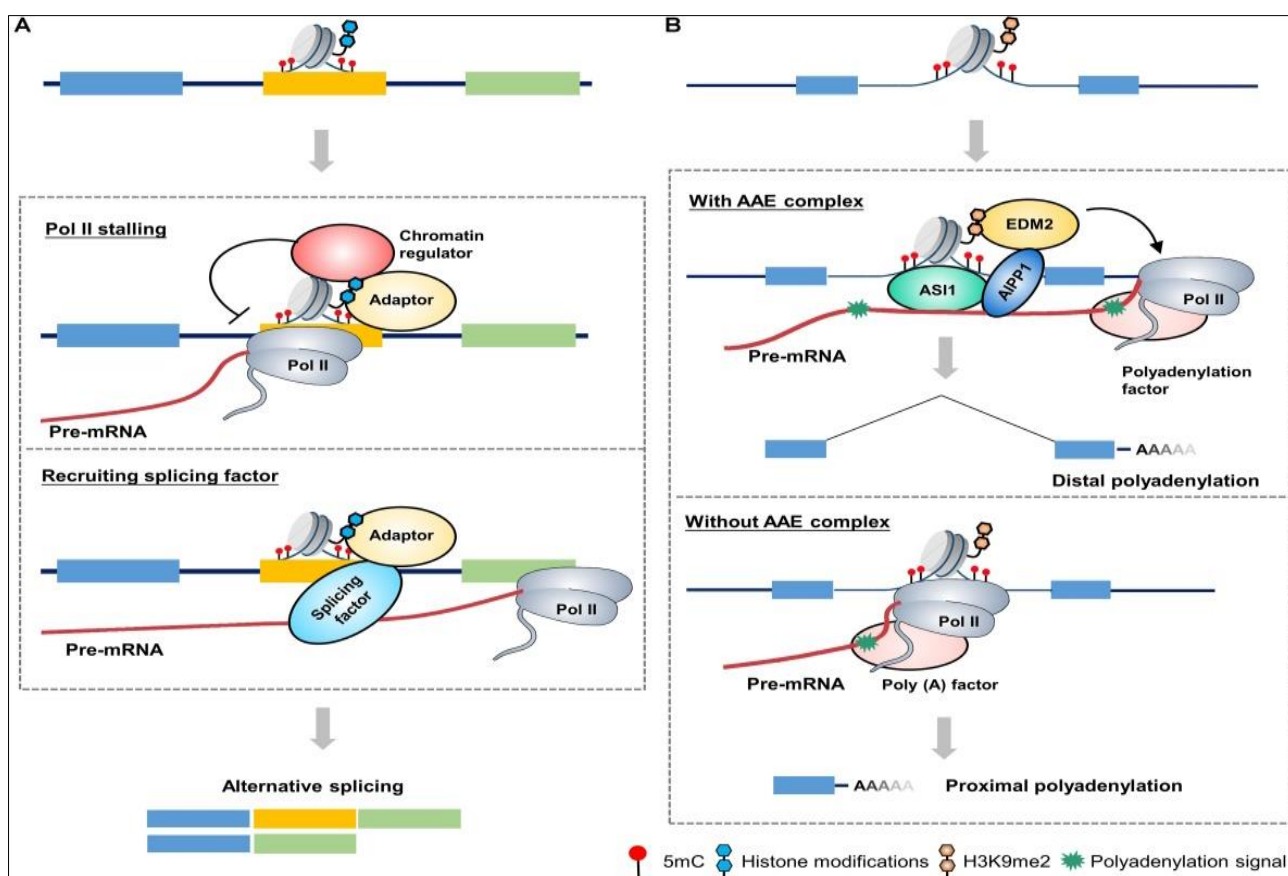 A
Pol II stalling
Chromatin
regulator
Adaptor
Pol II
Pre-mRNA
Recruiting splicing factor
Adaptor
Splicing
factor
Pol II
Pre-mRNA
Alternative splicing
B
With AAE complex
EDM2
ASI1
AIPP1
Pol II
Pre-mRNA
Polyadenylation
factor
AAAAA
Distal polyadenylation
Without AAE complex
Pol II
Pre-mRNA
Poly (A) factor
AAAAA
Proximal polyadenylation
5mC
Histone modifications
H3K9me2
Polyadenylation signal